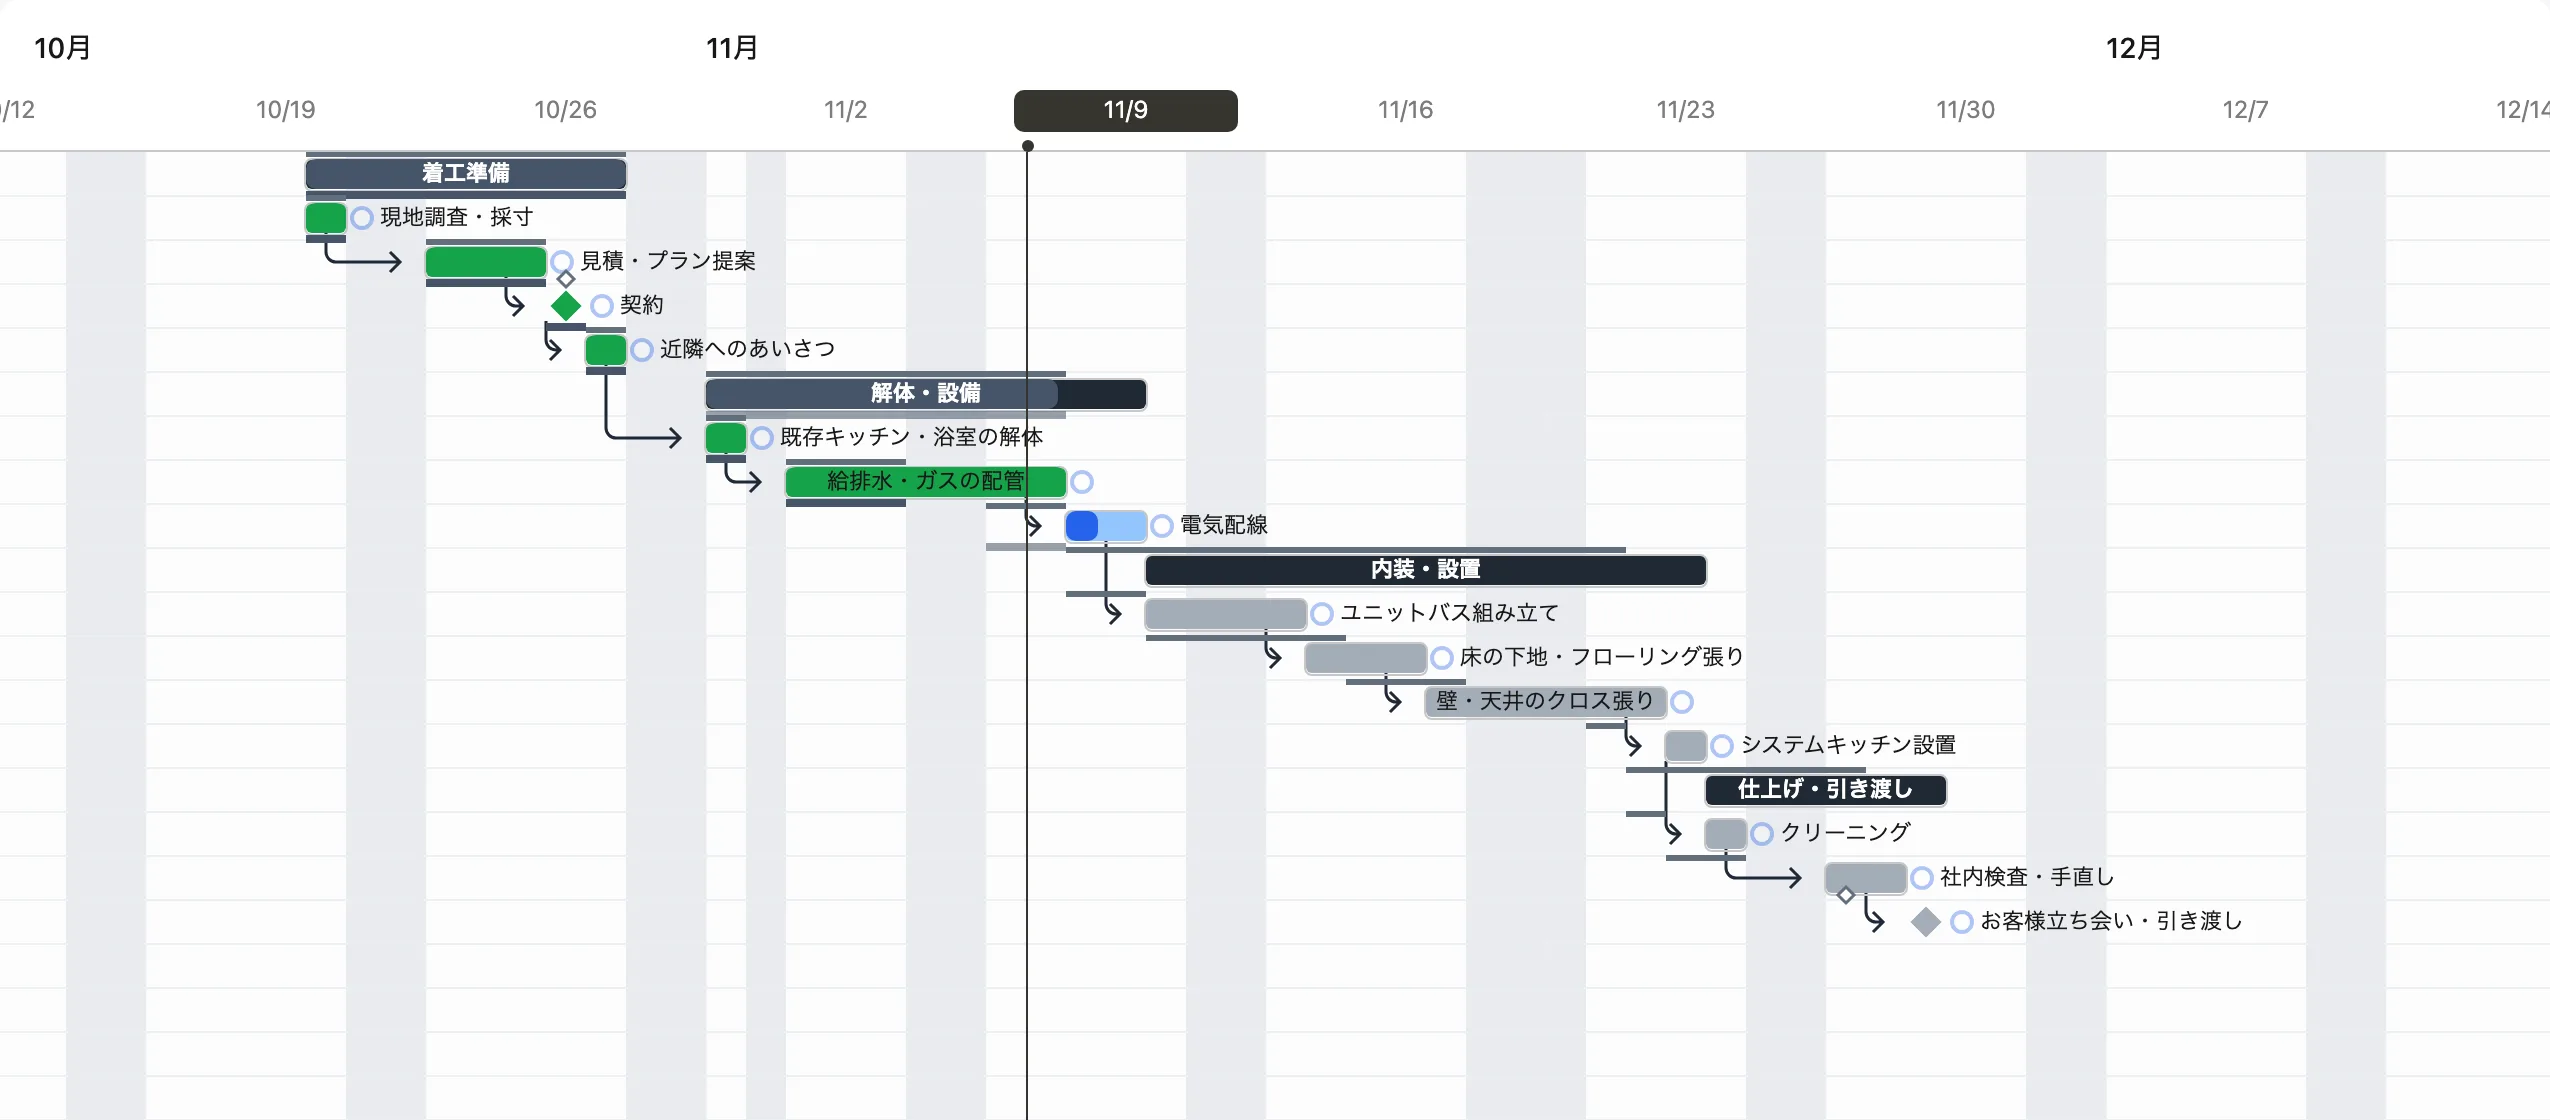 10月 11月 12月
/12 10/19 10/26 11/2 11/9 11/16 11/23 11/30 12/7 12/14
着工準備
現地調査・採寸
見積・プラン提案
契約
近隣へのあいさつ
解体・設備
既存キッチン・浴室の解体
給排水・ガスの配管
電気配線
内装・設置
ユニットバス組み立て
床の下地・フローリング張り
壁・天井のクロス張り
システムキッチン設置
仕上げ・引き渡し
クリーニング
社内検査・手直し
お客様立ち会い・引き渡し